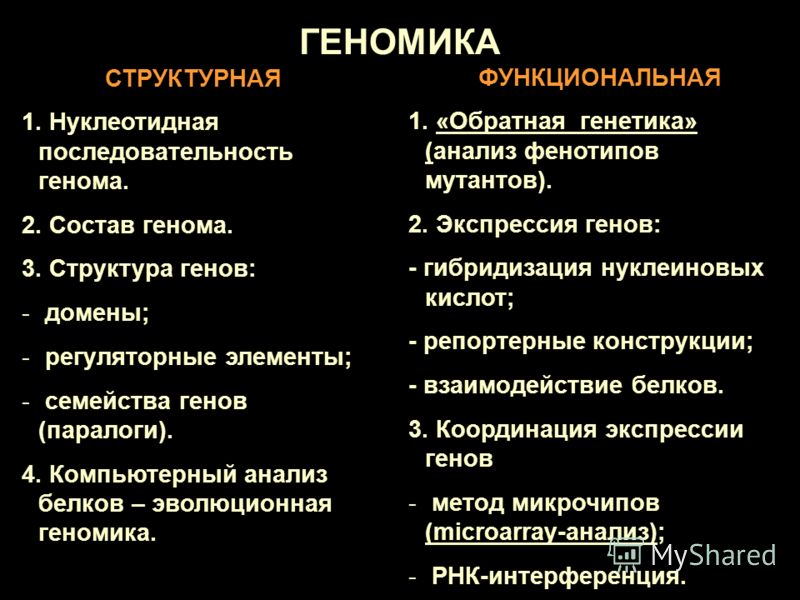 ГЕНОМИКА
СТРУКТУРНАЯ
1. Нуклеотидная
последовательность
генома.
2. Состав генома.
3. Структура генов:
- домены;
- регуляторные элементы;
- семейства генов
(паралоги).
4. Компьютерный анализ
белков – эволюционная
геномика.
ФУНКЦИОНАЛЬНАЯ
1. «Обратная генетика»
(анализ фенотипов
мутантов).
2. Экспрессия генов:
- гибридизация нуклеиновых
кислот;
- репортерные конструкции;
- взаимодействие белков.
3. Координация экспрессии
генов
- метод микрочипов
(microarray-анализ);
- РНК-интерференция.
MyShared